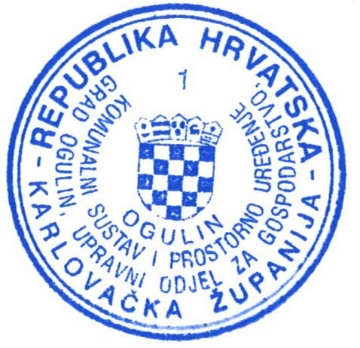 - REPUBLIKA HRVATSKA -
KARLOVAČKA ŽUPANIJA
GRAD OGULIN, UPRAVNI ODJEL ZA GOSPODARSTVO,
KOMUNALNI SUSTAV I PROSTORNO UREĐENJE
1
OGULIN